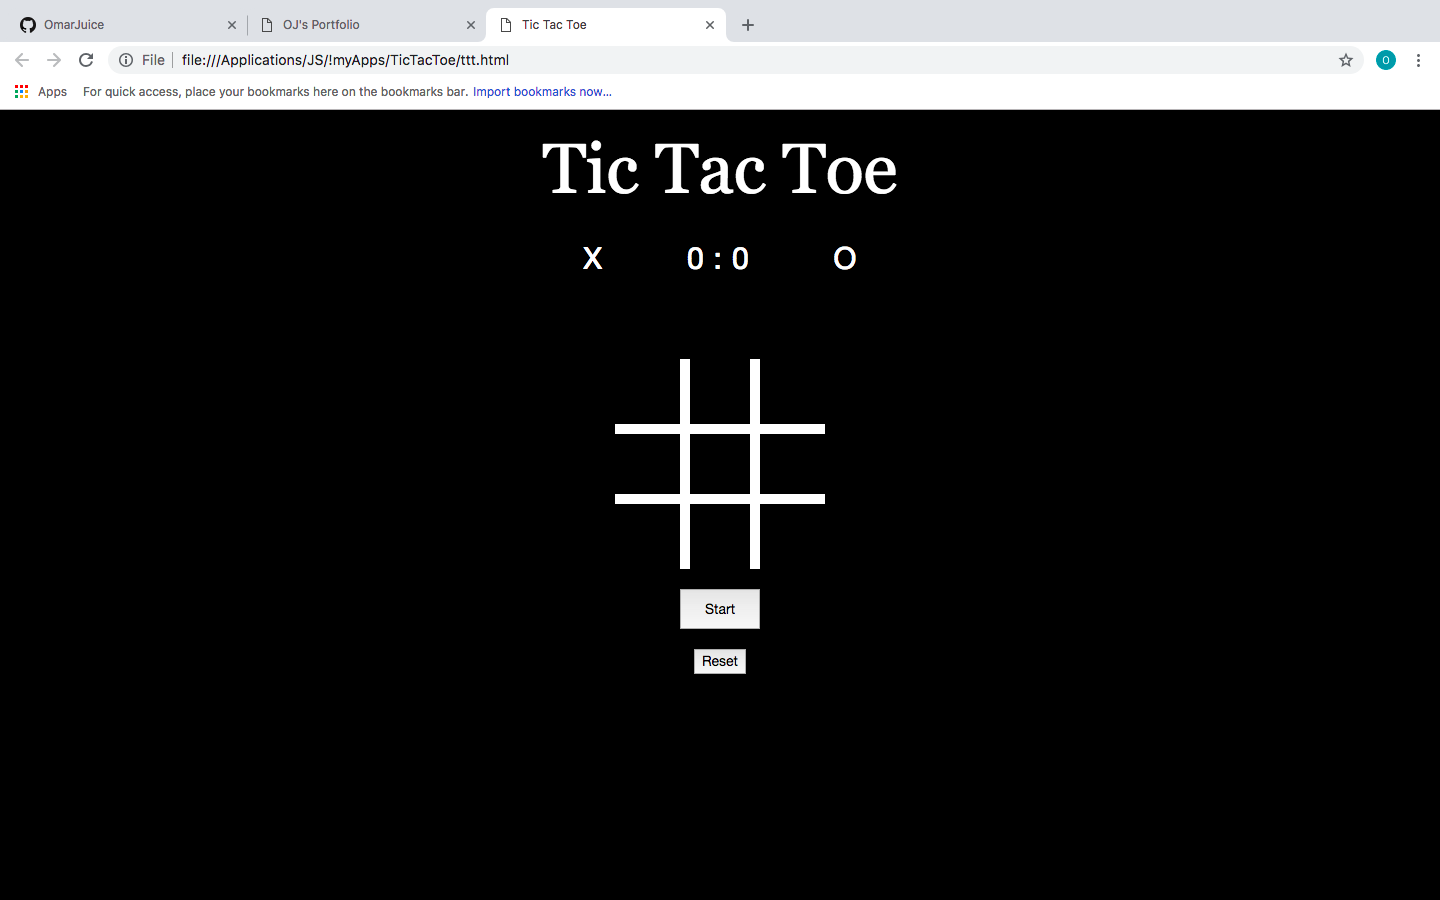 OmarJuice
OJ's Portfolio
Tic Tac Toe
File
file:///Applications/JS/!myApps/TicTacToe/ttt.html
O
Apps
For quick access, place your bookmarks here on the bookmarks bar. Import bookmarks now...
Tic Tac Toe
X 0 : 0 O
Start
Reset